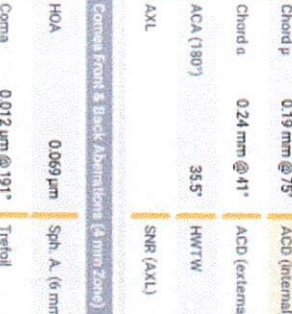 Chord µ 0.19 mm @ 75° ACD (internal
Chord α 0.24 mm @ 41° ACD (externa
ACA (180°) 35.5° HWTW
AXL SNR (AXL)
Cornea Front & Back Aberrations (4 mm Zone)
HOA 0.069 µm Sph. A. (6 mm
Coma 0.012 µm @ 191° Trefoil